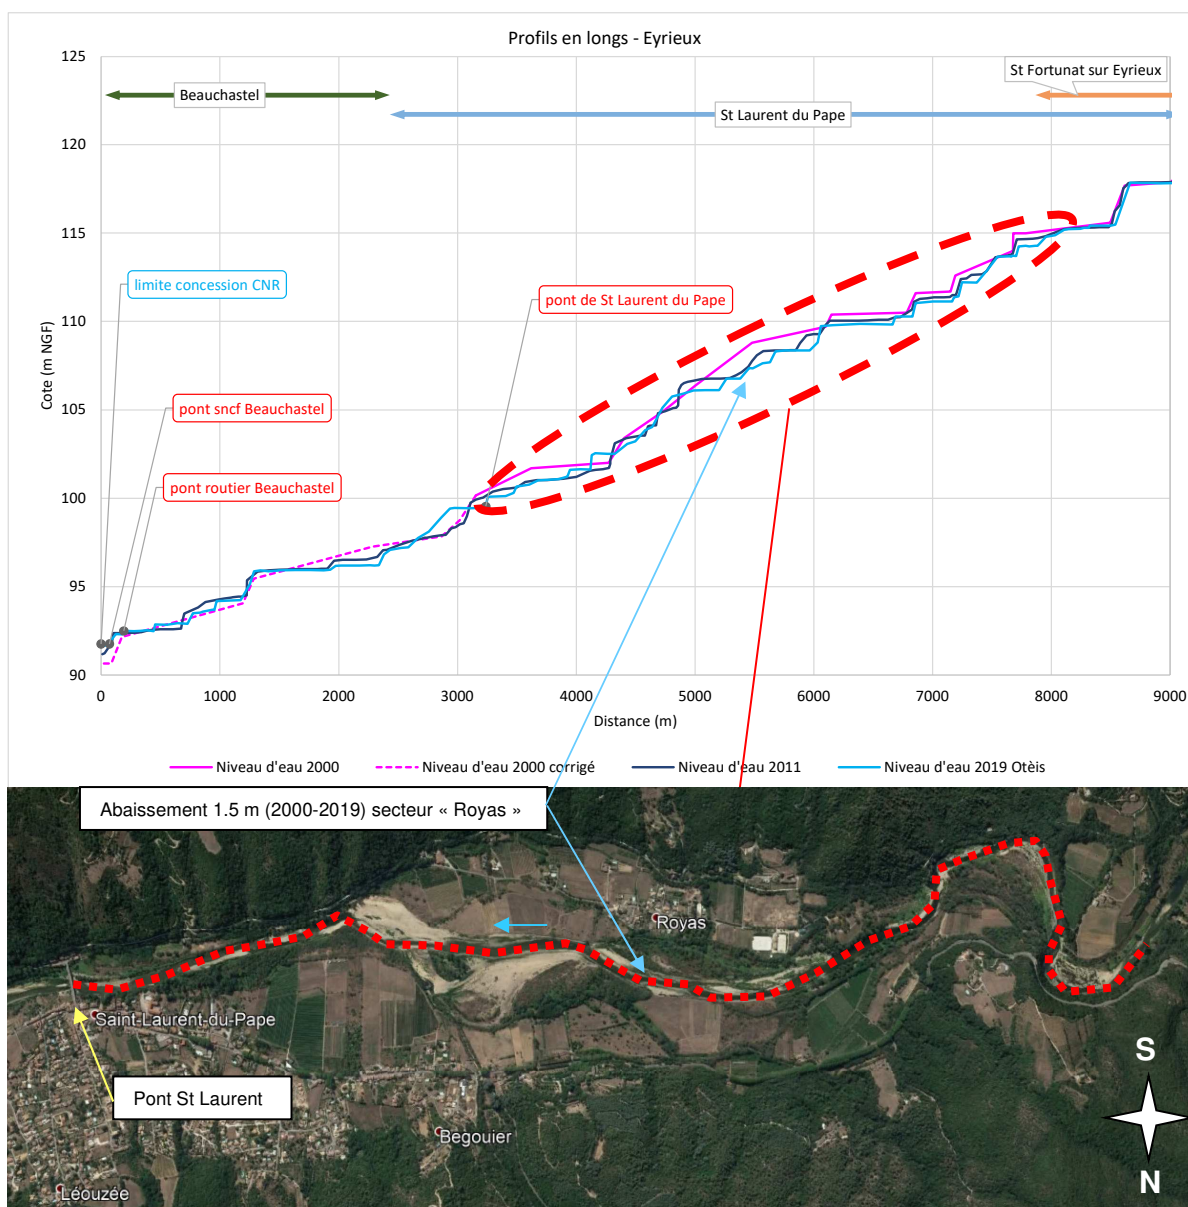 Profils en longs - Eyrieux
125
120
115
110
105
100
95
90
Cote (m NGF)
Beauchastel
St Fortunat sur Eyrieux
St Laurent du Pape
limite concession CNR
pont de St Laurent du Pape
pont sncf Beauchastel
pont routier Beauchastel
0 1000 2000 3000 4000 5000 6000 7000 8000 9000
Distance (m)
Niveau d'eau 2000 Niveau d'eau 2000 corrigé Niveau d'eau 2011 Niveau d'eau 2019 Otèis
Abaissement 1.5 m (2000-2019) secteur « Royas »
Royas
Saint-Laurent-du-Pape
Pont St Laurent
Begouier
Léouzée
S
N